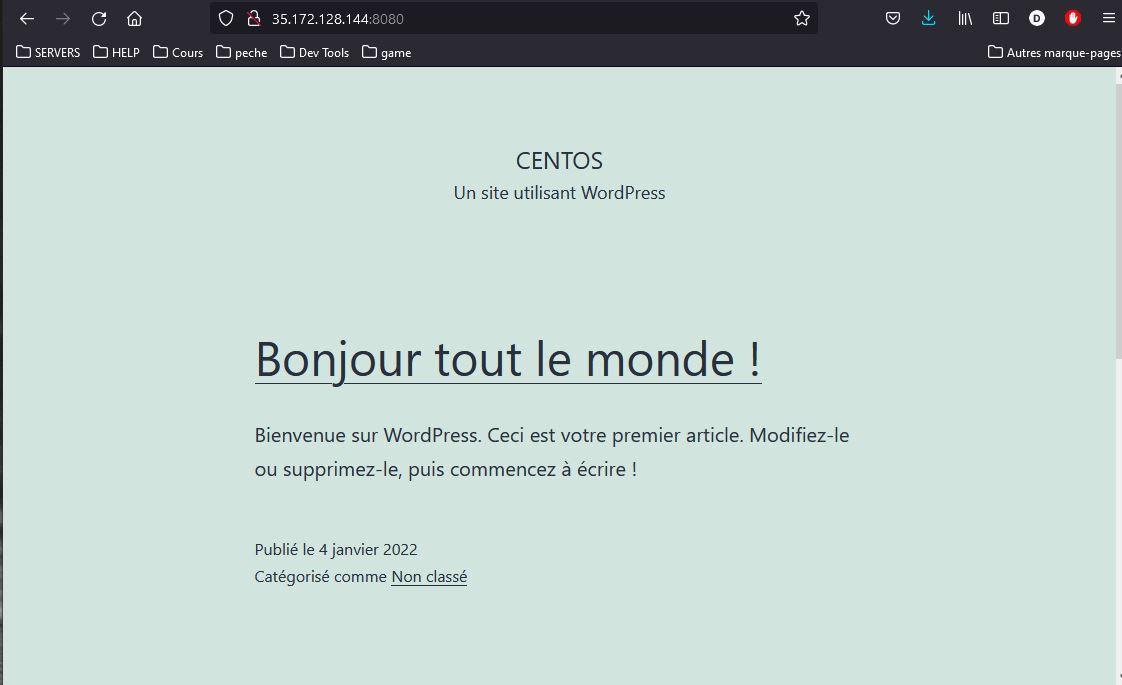 35.172.128.144:8080
D
SERVERS HELP Cours peche Dev Tools game Autres marque-pages
CENTOS
Un site utilisant WordPress
Bonjour tout le monde !
Bienvenue sur WordPress. Ceci est votre premier article. Modifiez-le
ou supprimez-le, puis commencez à écrire !
Publié le 4 janvier 2022
Catégorisé comme Non classé